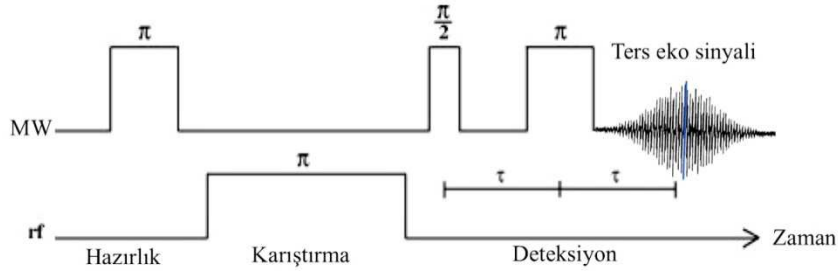 π
π/2
π
Ters eko sinyali
MW
π
τ
τ
rf
Zaman
Hazırlık
Karıştırma
Deteksiyon